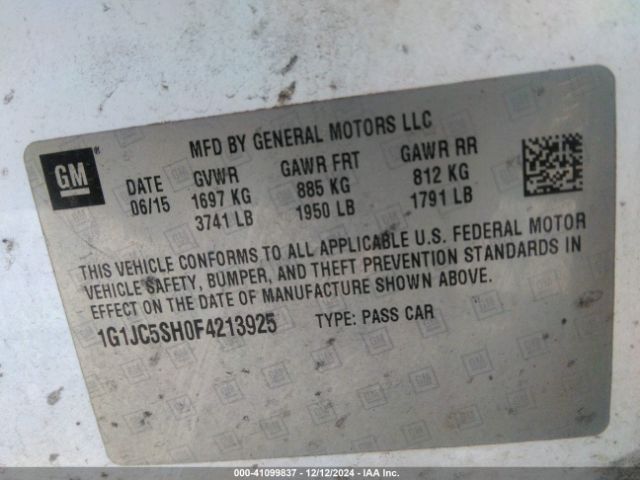 MFD BY GENERAL MOTORS LLC
GM®
DATE GVWR GAWR FRT GAWR RR
06/15 1697 KG 885 KG 812 KG
3741 LB 1950 LB 1791 LB
THIS VEHICLE CONFORMS TO ALL APPLICABLE U.S. FEDERAL MOTOR
VEHICLE SAFETY, BUMPER, AND THEFT PREVENTION STANDARDS IN
EFFECT ON THE DATE OF MANUFACTURE SHOWN ABOVE.
1G1JC5SH0F4213925 TYPE: PASS CAR
000-41099837 - 12/12/2024 - IAA Inc.